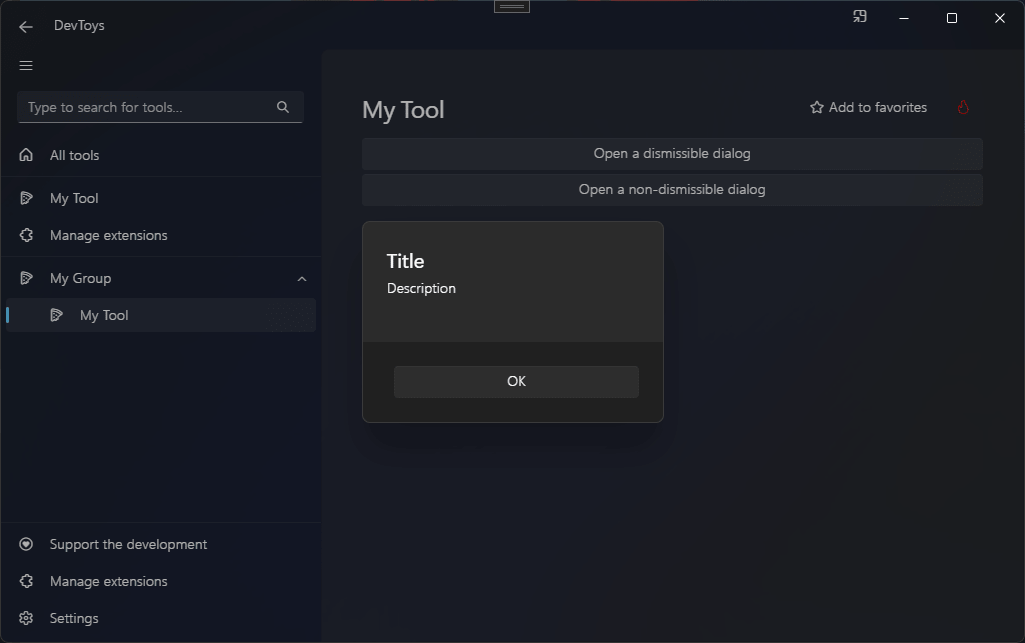 DevToys
Type to search for tools...
All tools
My Tool
Manage extensions
My Group
My Tool
Support the development
Manage extensions
Settings
My Tool
Add to favorites
Open a dismissible dialog
Open a non-dismissible dialog
Title
Description
OK